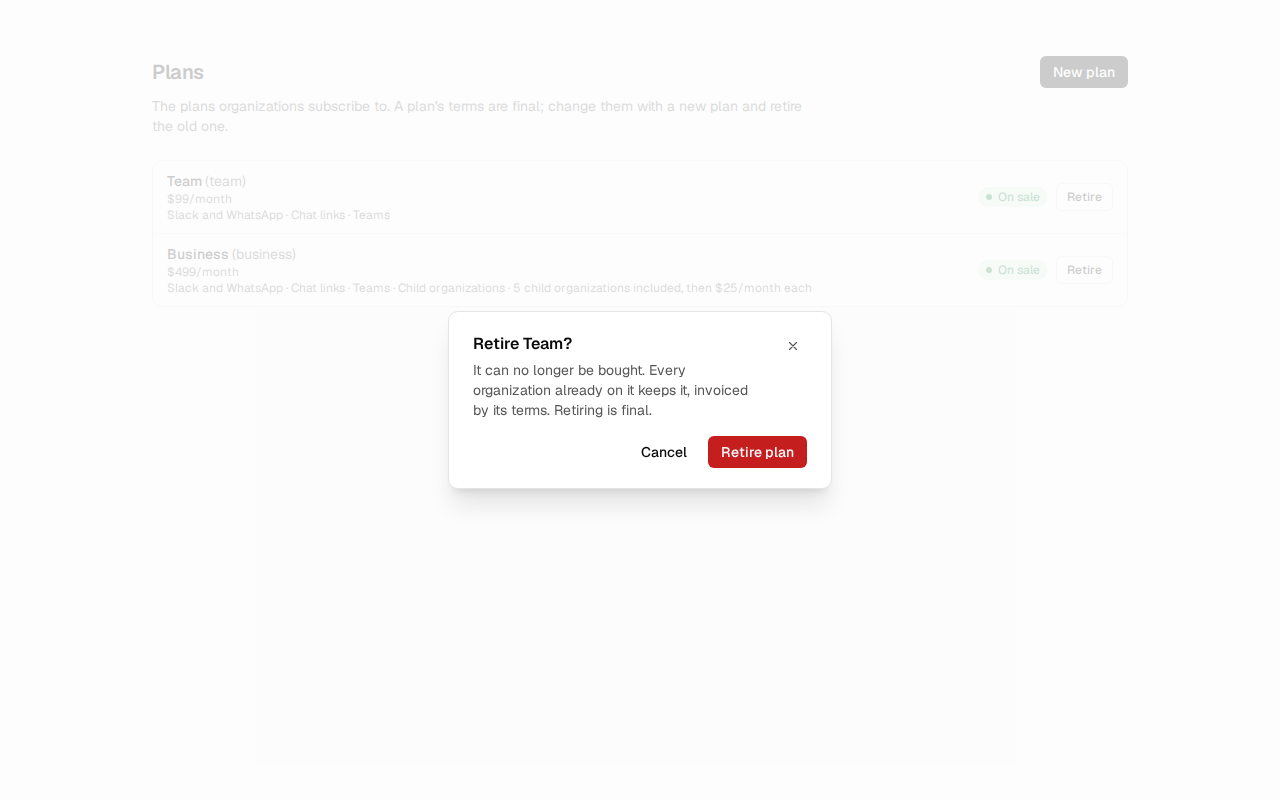 Plans
New plan
The plans organizations subscribe to. A plan's terms are final; change them with a new plan and retire
the old one.
Team (team)
$99/month
Slack and WhatsApp · Chat links · Teams
On sale
Retire
Business (business)
$499/month
Slack and WhatsApp · Chat links · Teams · Child organizations · 5 child organizations included, then $25/month each
On sale
Retire
Retire Team?
It can no longer be bought. Every
organization already on it keeps it, invoiced
by its terms. Retiring is final.
Cancel
Retire plan